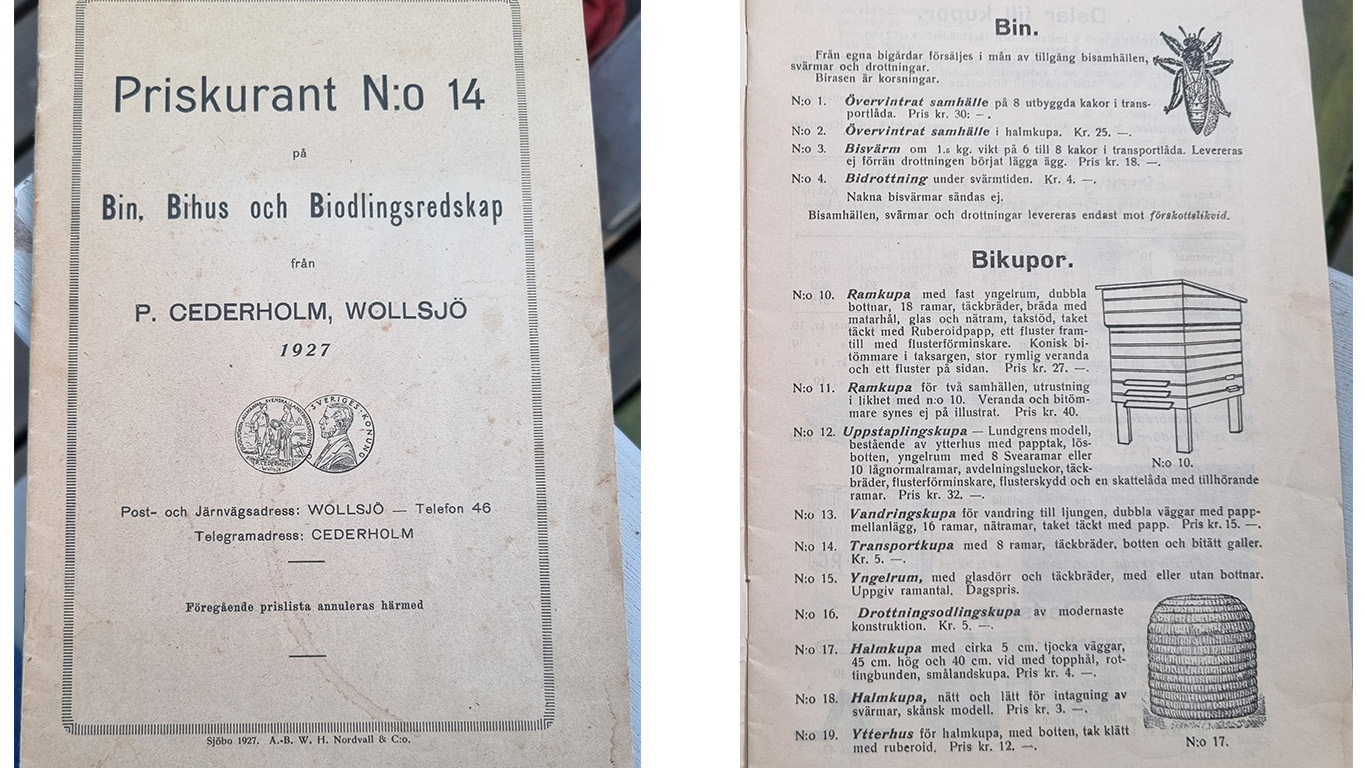 Priskurant N:o 14
på
Bin, Bihus och Biodlingsredskap
från
P. CEDERHOLM, WOLLSJÖ
1927
SVERIGES · KONUNG
Post- och Järnvägsadress: WOLLSJÖ — Telefon 46
Telegramadress: CEDERHOLM
Föregående prislista annuleras härmed
Sjöbo 1927. A.-B. W. H. Nordvall & C:o.
Bin.
Från egna bigårdar försäljes i mån av tillgång bisamhällen,
svärmar och drottningar.
Birasen är korsningar.
N:o 1. Övervintrat samhälle på 8 utbyggda kakor i trans-
portlåda. Pris kr. 30: —.
N:o 2. Övervintrat samhälle i halmkupa. Kr. 25. —.
N:o 3. Bisvärm om 1.5 kg. vikt på 6 till 8 kakor i transportlåda. Levereras
ej förrän drottningen börjat lägga ägg. Pris kr. 18. —.
N:o 4. Bidrottning under svärmtiden. Kr. 4. —.
Nakna bisvärmar sändas ej.
Bisamhällen, svärmar och drottningar levereras endast mot förskottslikvid.
Bikupor.
N:o 10. Ramkupa med fast yngelrum, dubbla
bottnar, 18 ramar, täckbräder, bräda med
matarhål, glas och nätram, takstöd, taket
täckt med Ruberoidpapp, ett fluster fram-
till med flusterförminskare. Konisk bi-
tömmare i taksargen, stor rymlig veranda
och ett fluster på sidan. Pris kr. 27. —.
N:o 11. Ramkupa för två samhällen, utrustning
i likhet med n:o 10. Veranda och bitöm-
mare synes ej på illustrat. Pris kr. 40.
N:o 12. Uppstaplingskupa — Lundgrens modell,
bestående av ytterhus med papptak, lös-
botten, yngelrum med 8 Svearamar eller
10 lågnormalramar, avdelningsluckor, täck-
bräder, flusterförminskare, flusterskydd och en skattelåda med tillhörande
ramar. Pris kr. 32. —.
N:o 10.
N:o 13. Vandringskupa för vandring till ljungen, dubbla väggar med papp-
mellanlägg, 16 ramar, nätramar, taket täckt med papp. Pris kr. 15. —.
N:o 14. Transportkupa med 8 ramar, täckbräder, botten och bitätt galler.
Kr. 5. —.
N:o 15. Yngelrum, med glasdörr och täckbräder, med eller utan bottnar.
Uppgiv ramantal. Dagspris.
N:o 16. Drottningsodlingskupa av modernaste
konstruktion. Kr. 5. —.
N:o 17. Halmkupa med cirka 5 cm. tjocka väggar,
45 cm. hög och 40 cm. vid med topphål, rot-
tingbunden, smålandskupa. Pris kr. 4. —.
N:o 18. Halmkupa, nätt och lätt för intagning av
svärmar, skånsk modell. Pris kr. 3. —.
N:o 19. Ytterhus för halmkupa, med botten, tak klätt
med ruberoid. Pris kr. 12. —.
N:o 17.